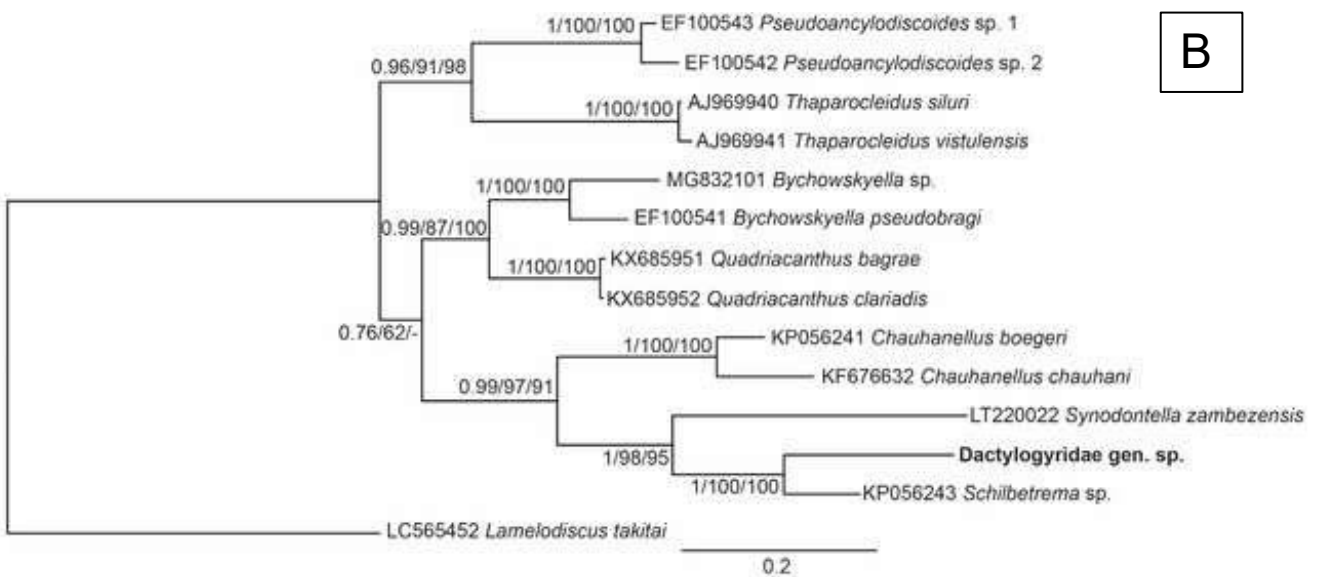 B
1/100/100
EF100543 Pseudoancylodiscoides sp. 1
EF100542 Pseudoancylodiscoides sp. 2
0.96/91/98
1/100/100
AJ969940 Thaparocleidus siluri
AJ969941 Thaparocleidus vistulensis
1/100/100
MG832101 Bychowskyella sp.
EF100541 Bychowskyella pseudobragi
0.99/87/100
1/100/100
KX685951 Quadriacanthus bagrae
KX685952 Quadriacanthus clariadis
0.76/62/-
1/100/100
KP056241 Chauhanellus boegeri
KF676632 Chauhanellus chauhani
0.99/97/91
LT220022 Synodontella zambezensis
1/98/95
Dactylogyridae gen. sp.
1/100/100
KP056243 Schilbetrema sp.
LC565452 Lamelodiscus takitai
0.2